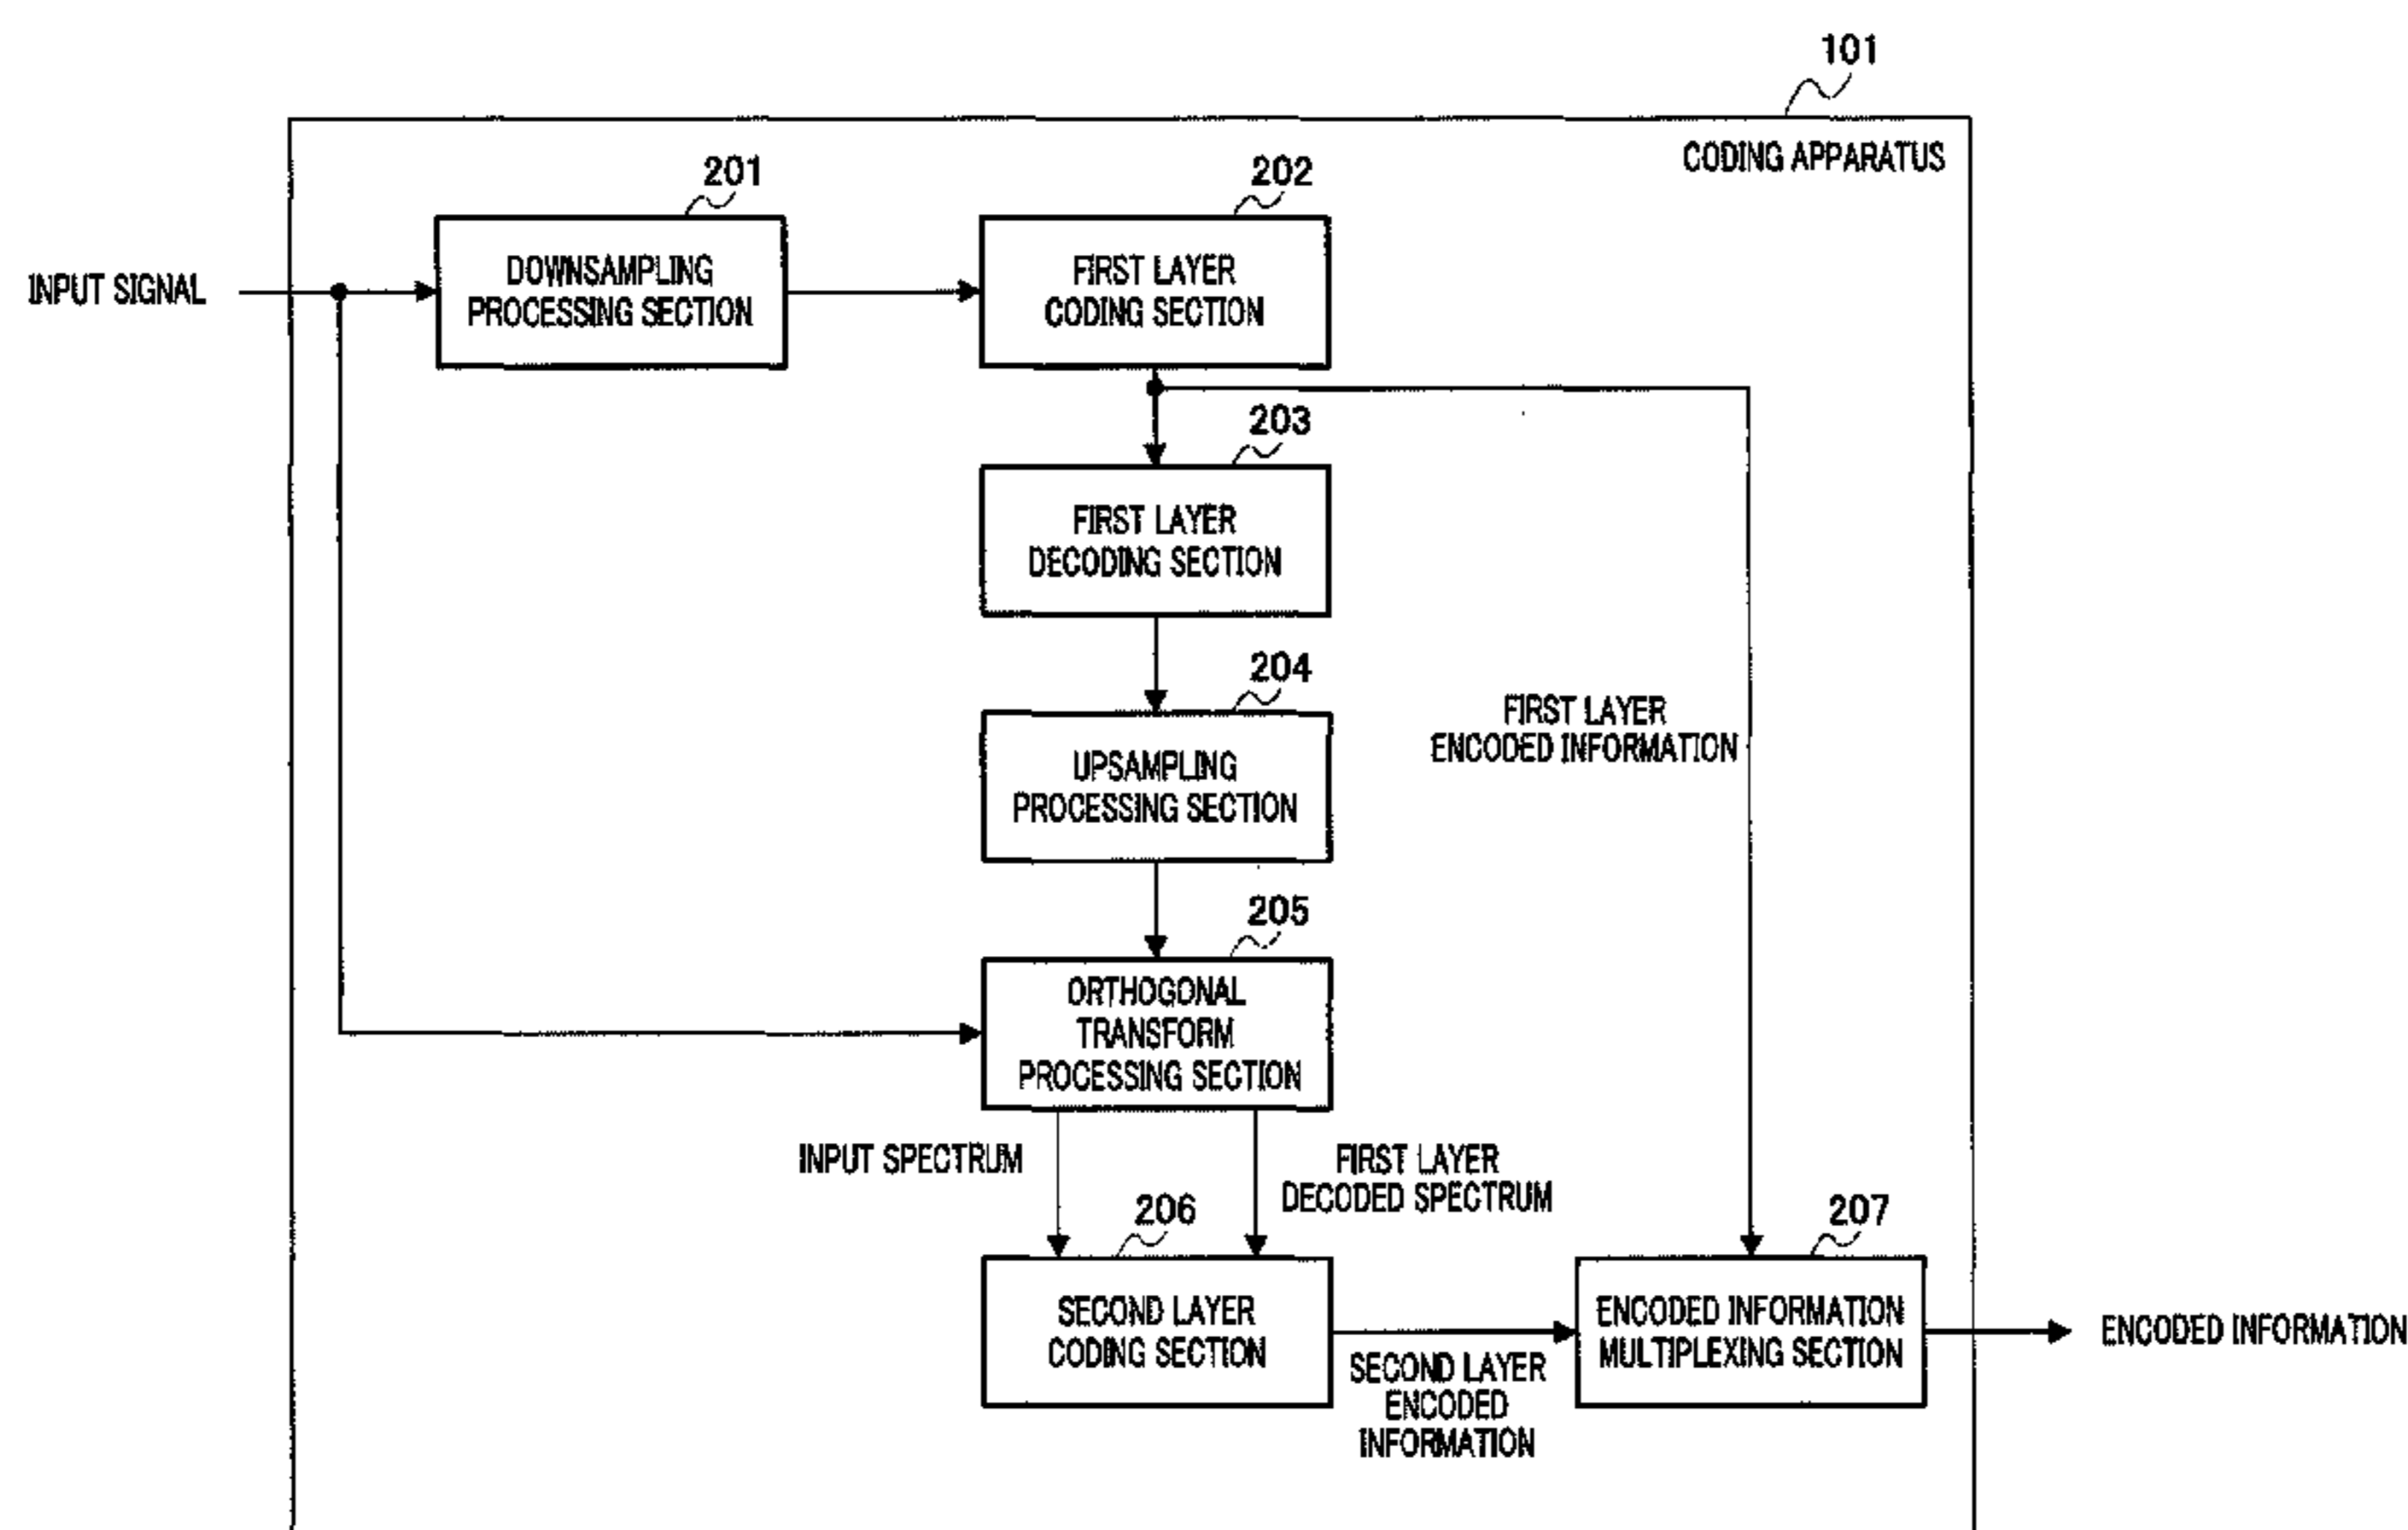 101
CODING APPARATUS
201
202
INPUT SIGNAL
DOWNSAMPLING
PROCESSING SECTION
FIRST LAYER
CODING SECTION
203
FIRST LAYER
DECODING SECTION
204
UPSAMPLING
PROCESSING SECTION
FIRST LAYER
ENCODED INFORMATION
205
ORTHOGONAL
TRANSFORM
PROCESSING SECTION
INPUT SPECTRUM
FIRST LAYER
DECODED SPECTRUM
206
207
SECOND LAYER
CODING SECTION
SECOND LAYER
ENCODED
INFORMATION
ENCODED INFORMATION
MULTIPLEXING SECTION
ENCODED INFORMATION